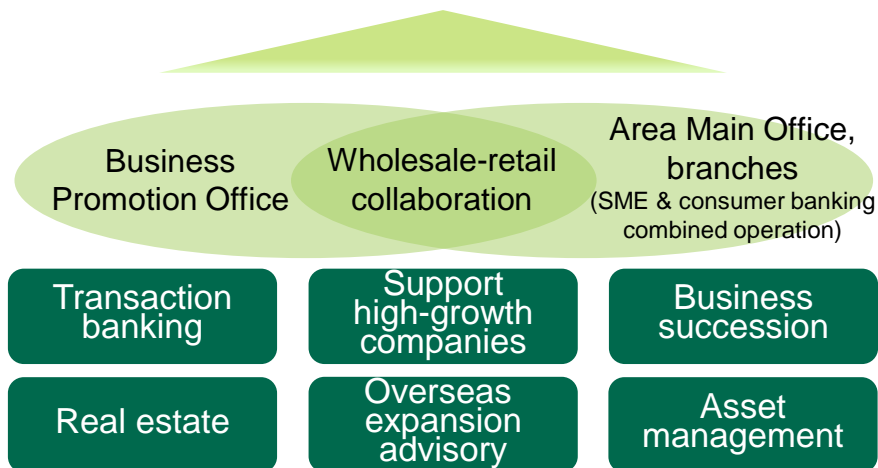 Business
Promotion Office
Wholesale-retail
collaboration
Area Main Office,
branches
(SME & consumer banking
combined operation)
Transaction
banking
Support
high-growth
companies
Business
succession
Real estate
Overseas
expansion
advisory
Asset
management